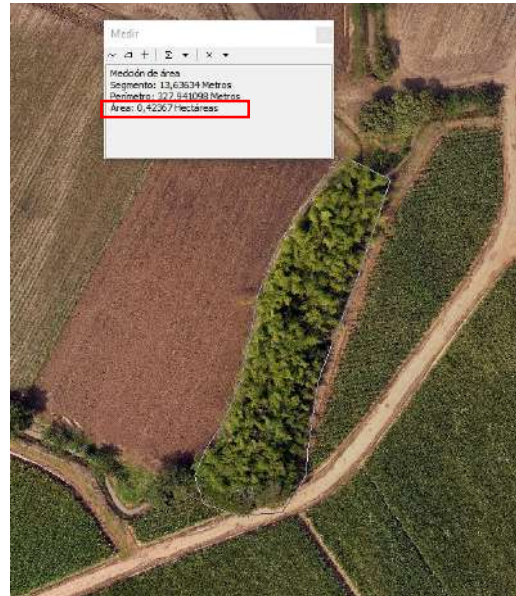 Medir
Medición de área
Segmento: 13,63634 Metros
Perímetro: 327,941098 Metros
Área: 0,42367 Hectáreas